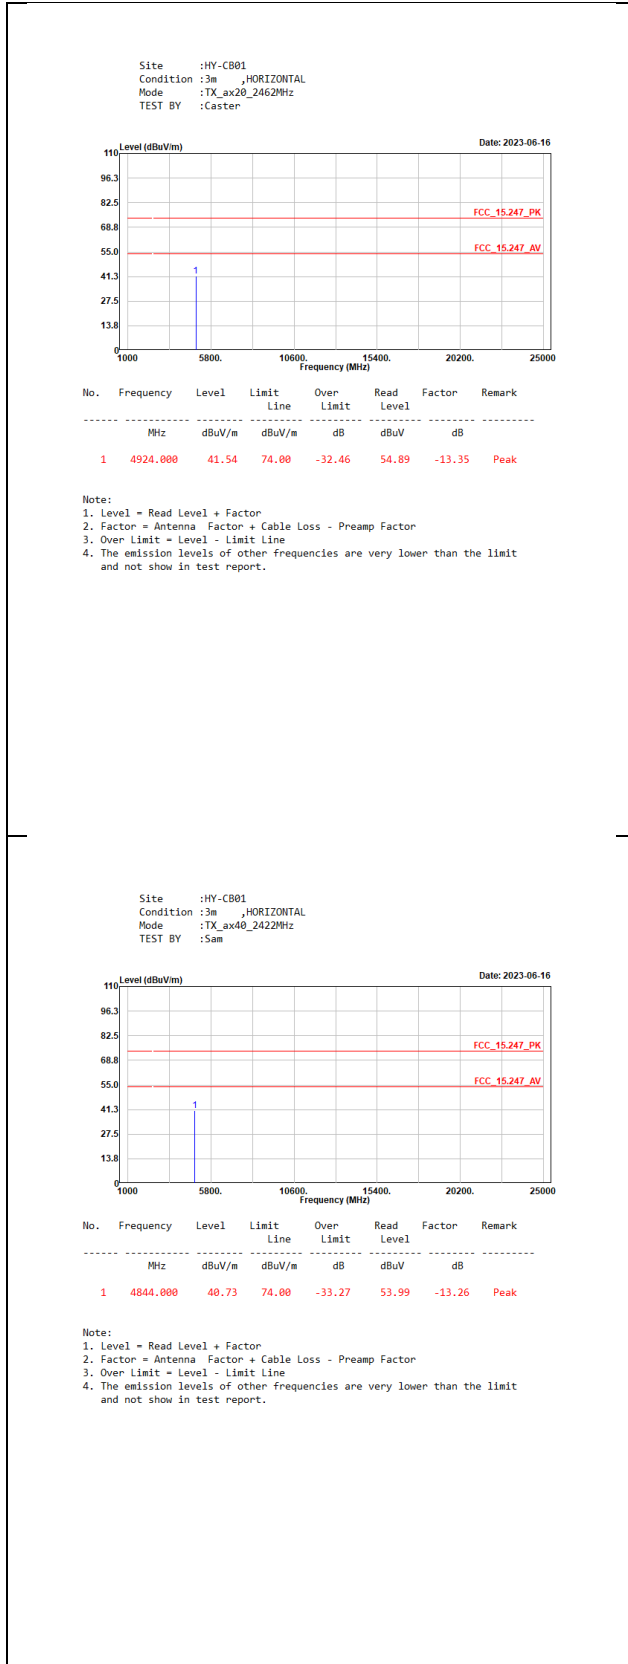 Site :HY-CB01
Condition :3m ,HORIZONTAL
Mode :TX_ax20_2462MHz
TEST BY :Caster
Level (dBuV/m) Date: 2023-06-16
110
96.3
82.5
FCC_15.247_PK
68.8
55.0 FCC_15.247_AV
41.3 1
27.5
13.8
0
1000 5800. 10600. 15400. 20200. 25000
Frequency (MHz)
No. Frequency Level Limit Over Read Factor Remark
Line Limit Level
------ ----------- -------- --------- --------- -------- -------- ---------
MHz dBuV/m dBuV/m dB dBuV dB
1 4924.000 41.54 74.00 -32.46 54.89 -13.35 Peak
Note:
1. Level = Read Level + Factor
2. Factor = Antenna Factor + Cable Loss - Preamp Factor
3. Over Limit = Level - Limit Line
4. The emission levels of other frequencies are very lower than the limit
and not show in test report.
Site :HY-CB01
Condition :3m ,HORIZONTAL
Mode :TX_ax40_2422MHz
TEST BY :Sam
Level (dBuV/m) Date: 2023-06-16
110
96.3
82.5
FCC_15.247_PK
68.8
55.0 FCC_15.247_AV
41.3 1
27.5
13.8
0
1000 5800. 10600. 15400. 20200. 25000
Frequency (MHz)
No. Frequency Level Limit Over Read Factor Remark
Line Limit Level
------ ----------- -------- --------- --------- -------- -------- ---------
MHz dBuV/m dBuV/m dB dBuV dB
1 4844.000 40.73 74.00 -33.27 53.99 -13.26 Peak
Note:
1. Level = Read Level + Factor
2. Factor = Antenna Factor + Cable Loss - Preamp Factor
3. Over Limit = Level - Limit Line
4. The emission levels of other frequencies are very lower than the limit
and not show in test report.